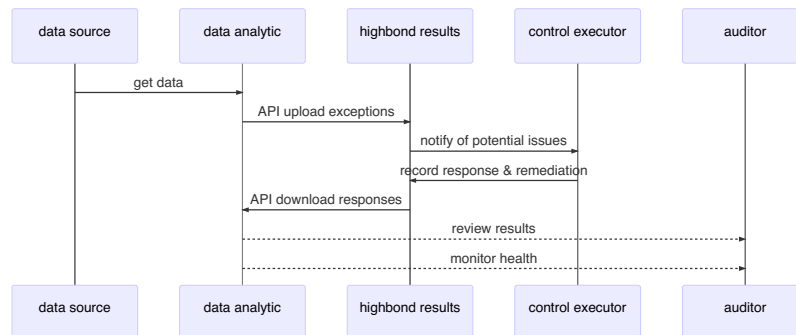 data source
data analytic
highbond results
control executor
auditor
get data
API upload exceptions
notify of potential issues
record response & remediation
API download responses
review results
monitor health
data source
data analytic
highbond results
control executor
auditor